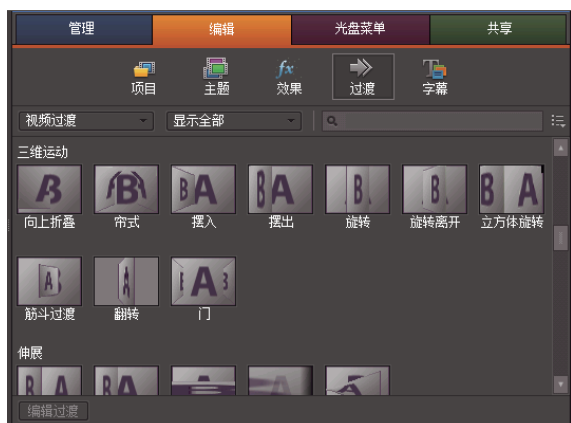 管理 编辑 光盘菜单 共享
项目 主题 效果 过渡 字幕
视频过渡 显示全部
三维运动
向上折叠 帘式 摆入 摆出 旋转 旋转离开 立方体旋转
筋斗过渡 翻转 门
伸展
编辑过渡